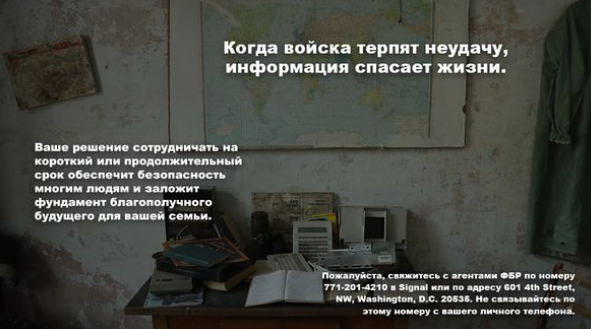 Когда войска терпят неудачу,
информация спасает жизни.
Ваше решение сотрудничать на
короткий или продолжительный
срок обеспечит безопасность
многим людям и заложит
фундамент благополучного
будущего для вашей семьи.
Пожалуйста, свяжитесь с агентами ФБР по номеру
771-201-4210 в Signal или по адресу 601 4th Street,
NW, Washington, D.C. 20535. Не связывайтесь по
этому номеру с вашего личного телефона.